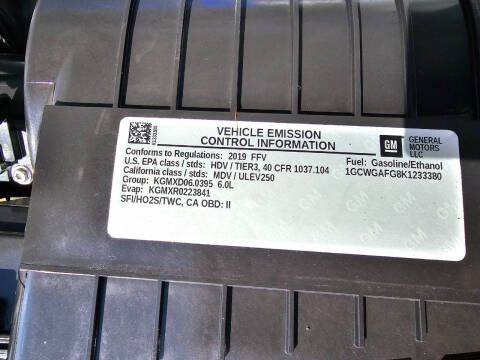 VEHICLE EMISSION
CONTROL INFORMATION
GM
GENERAL
MOTORS
LLC
Conforms to Regulations: 2019 FFV
U.S. EPA class / stds: HDV / TIER3, 40 CFR 1037.104
California class / stds: MDV / ULEV250
Group: KGMXD06.0395 6.0L
Evap: KGMXR0223841
SFI/HO2S/TWC, CA OBD: II
Fuel: Gasoline/Ethanol
1GCWGAFG8K1233380